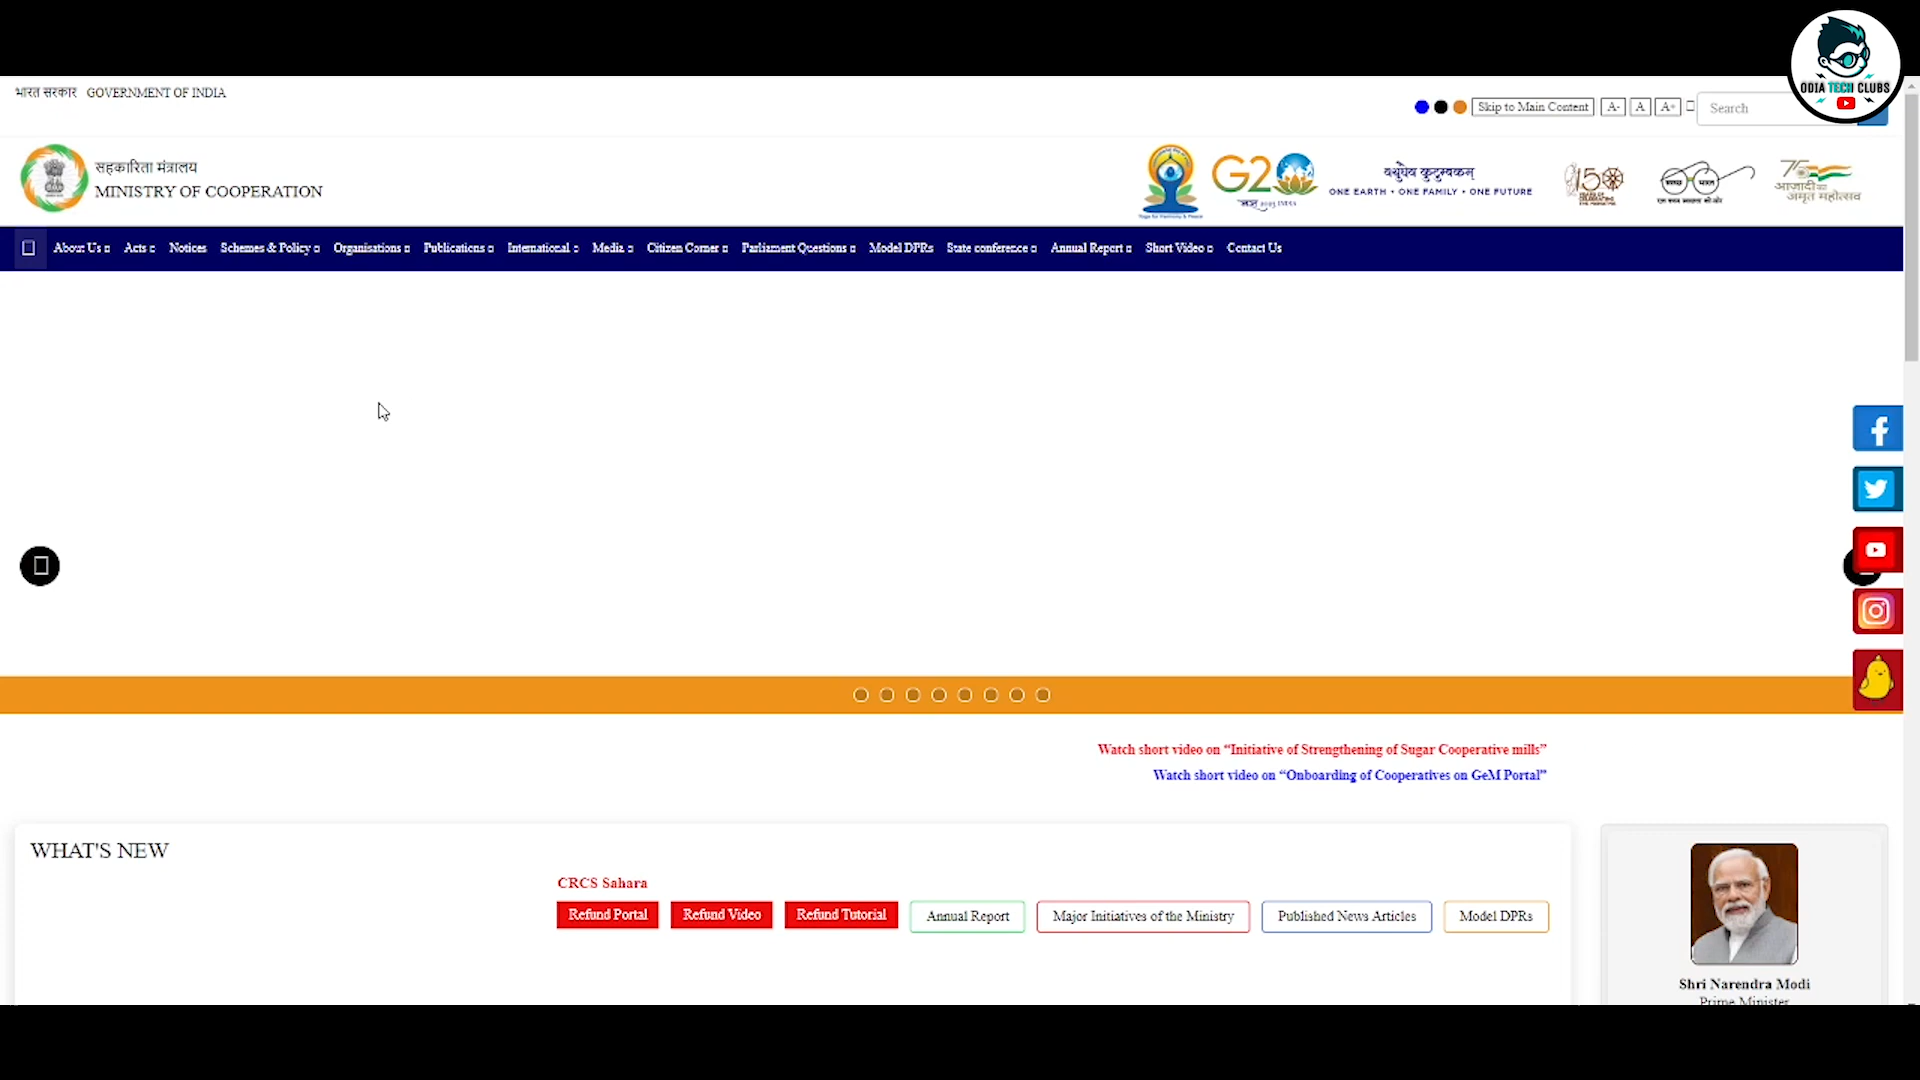 भारत सरकार GOVERNMENT OF INDIA
Skip to Main Content A- A A+ Search
ODIA TECH CLUBS
सहकारिता मंत्रालय
MINISTRY OF COOPERATION
G20
वसुधैव कुटुम्बकम्
ONE EARTH • ONE FAMILY • ONE FUTURE
150
75
आज़ादी का
अमृत महोत्सव
About Us Acts Notices Schemes & Policy Organisations Publications International Media Citizen Corner Parliament Questions Model DPRs State conference Annual Report Short Video Contact Us
Watch short video on “Initiative of Strengthening of Sugar Cooperative mills”
Watch short video on “Onboarding of Cooperatives on GeM Portal”
WHAT'S NEW
CRCS Sahara
Refund Portal Refund Video Refund Tutorial Annual Report Major Initiatives of the Ministry Published News Articles Model DPRs
Shri Narendra Modi
Prime Minister